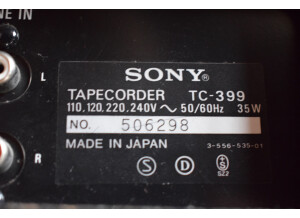 NE IN
L
SONY®
TAPECORDER TC-399
110.120.220.240V ~ 50/60Hz 35W
NO. 506298
MADE IN JAPAN 3-556-535-01
R
S D S
SZ2